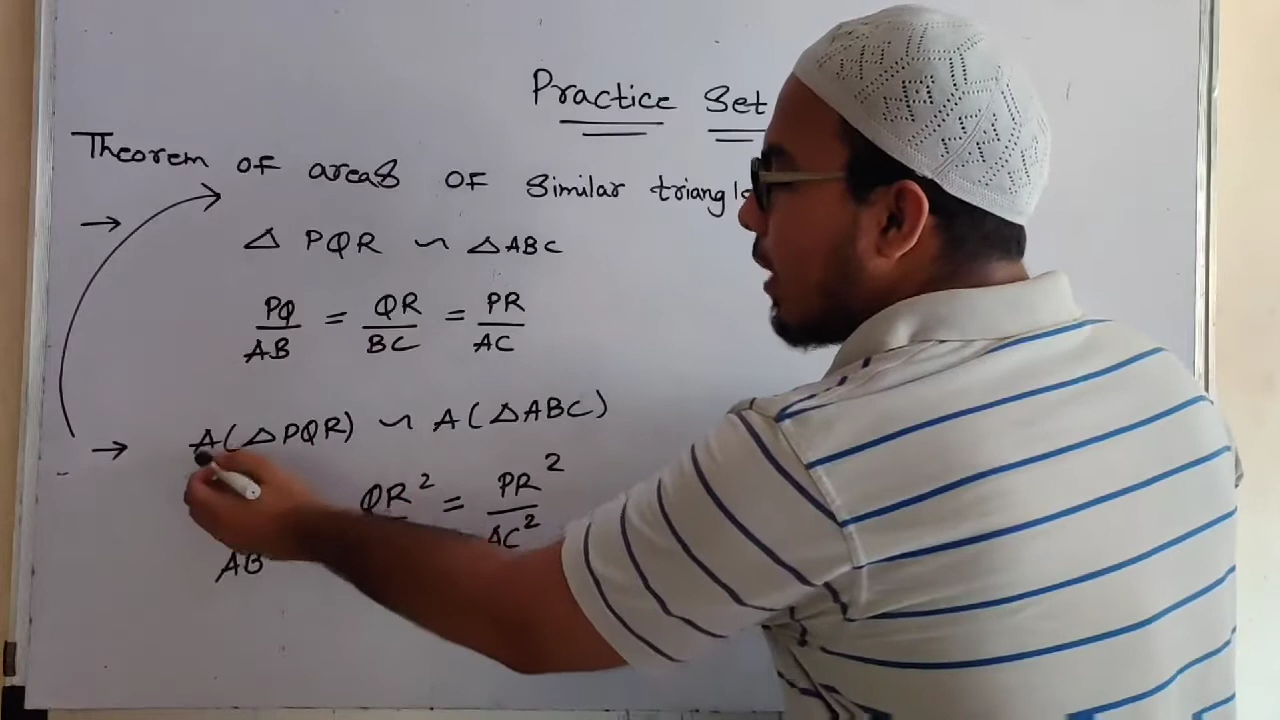 Practice Set
Theorem of areas of similar
→ △ PQR ∽ △ABC
PQ/AB = QR/BC = PR/AC
→ A(△PQR) ∽ A(△ABC)
QR² = PR²/AC²
AB